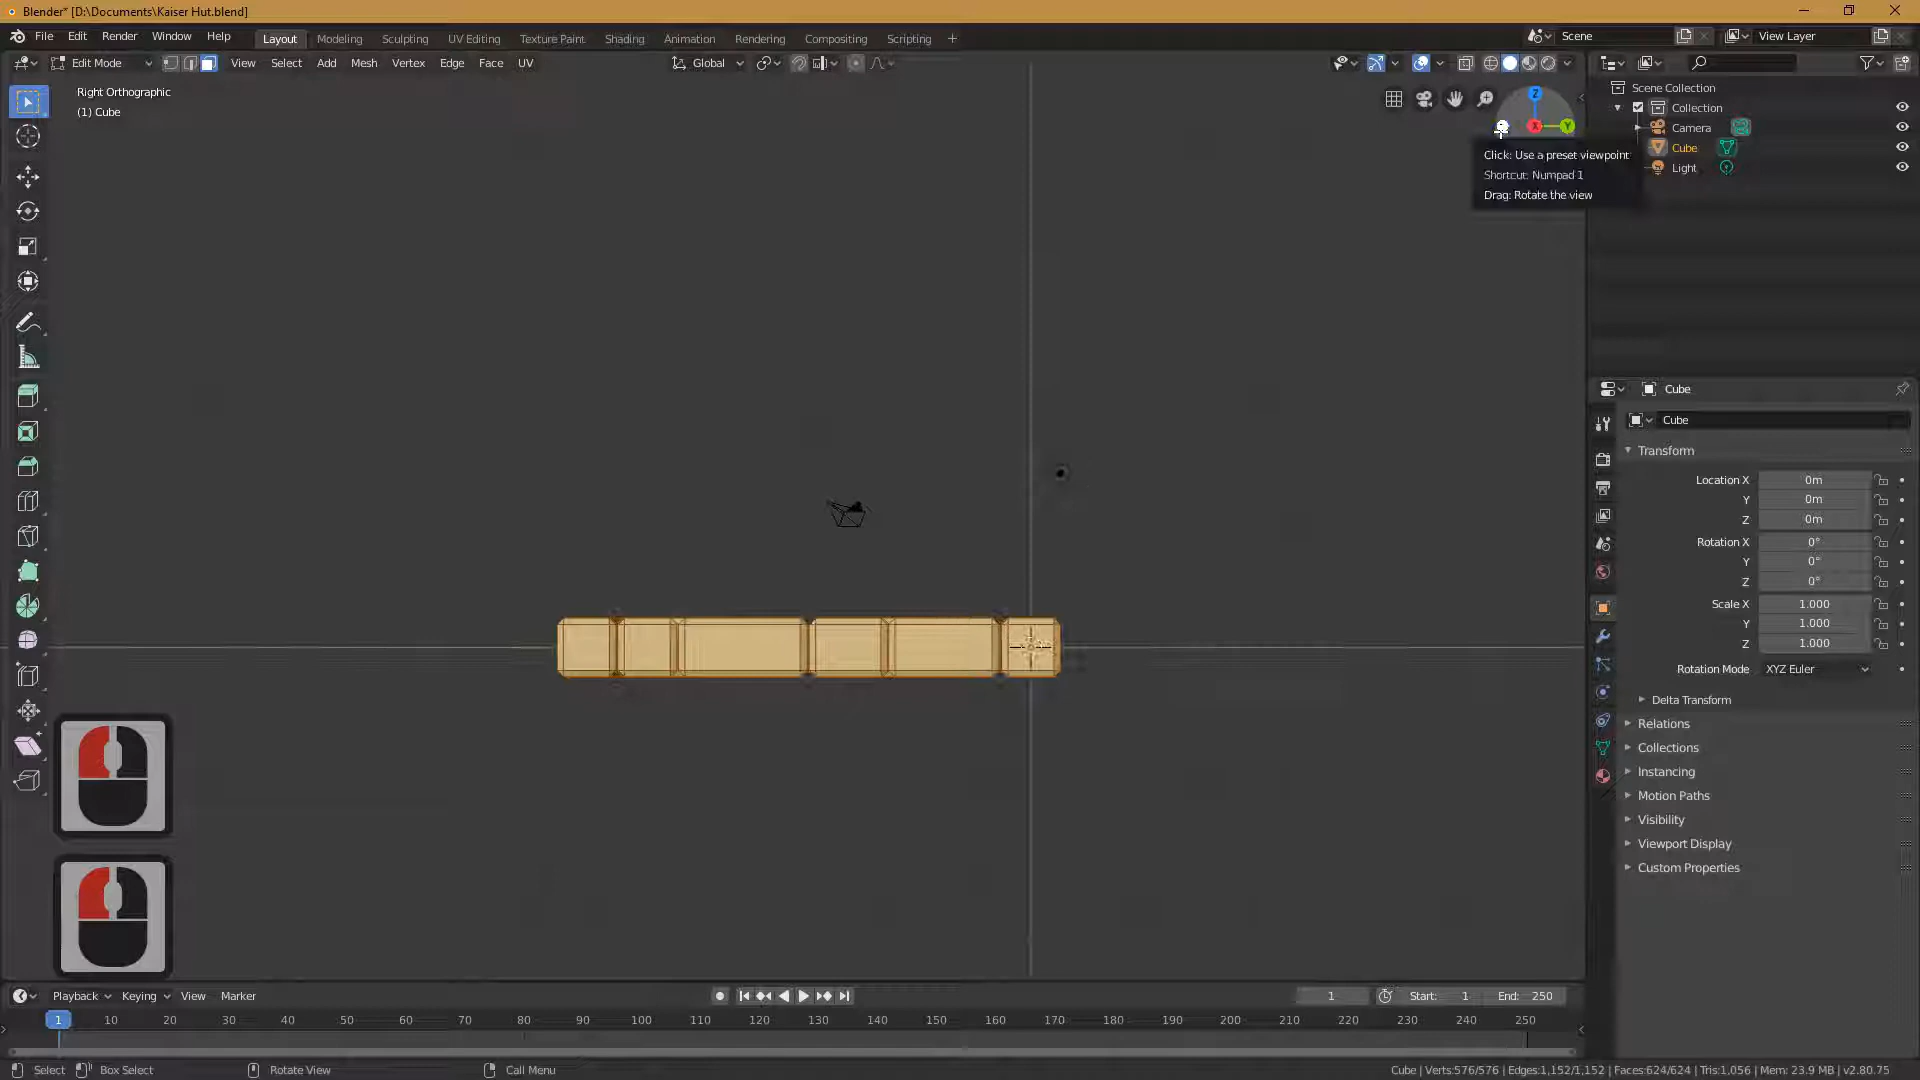 Blender* [D:\Documents\Kaiser Hut.blend]
File Edit Render Window Help Layout Modeling Sculpting UV Editing Texture Paint Shading Animation Rendering Compositing Scripting + Scene View Layer
Edit Mode View Select Add Mesh Vertex Edge Face UV Global
Right Orthographic
(1) Cube
Z
X Y
Click: Use a preset viewpoint
Shortcut: Numpad 1
Drag: Rotate the view
Scene Collection
Collection
Camera
Cube
Light
Cube
Cube
Transform
Location X 0m
Y 0m
Z 0m
Rotation X 0°
Y 0°
Z 0°
Scale X 1.000
Y 1.000
Z 1.000
Rotation Mode XYZ Euler
Delta Transform
Relations
Collections
Instancing
Motion Paths
Visibility
Viewport Display
Custom Properties
Playback Keying View Marker 1 Start: 1 End: 250
1 10 20 30 40 50 60 70 80 90 100 110 120 130 140 150 160 170 180 190 200 210 220 230 240 250
Select Box Select Rotate View Call Menu Cube | Verts:576/576 | Edges:1,152/1,152 | Faces:624/624 | Tris:1,056 | Mem: 23.9 MB | v2.80.75